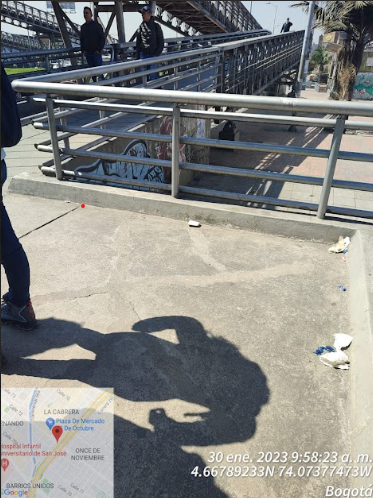 LA CABRERA
Plaza De Mercado
de Octubre
ONCE DE
NOVIEMBRE
BARRIOS UNIDOS
Google
30 ene. 2023 9:58:23 a. m.
4.66789233N 74.07377473W
Bogotá